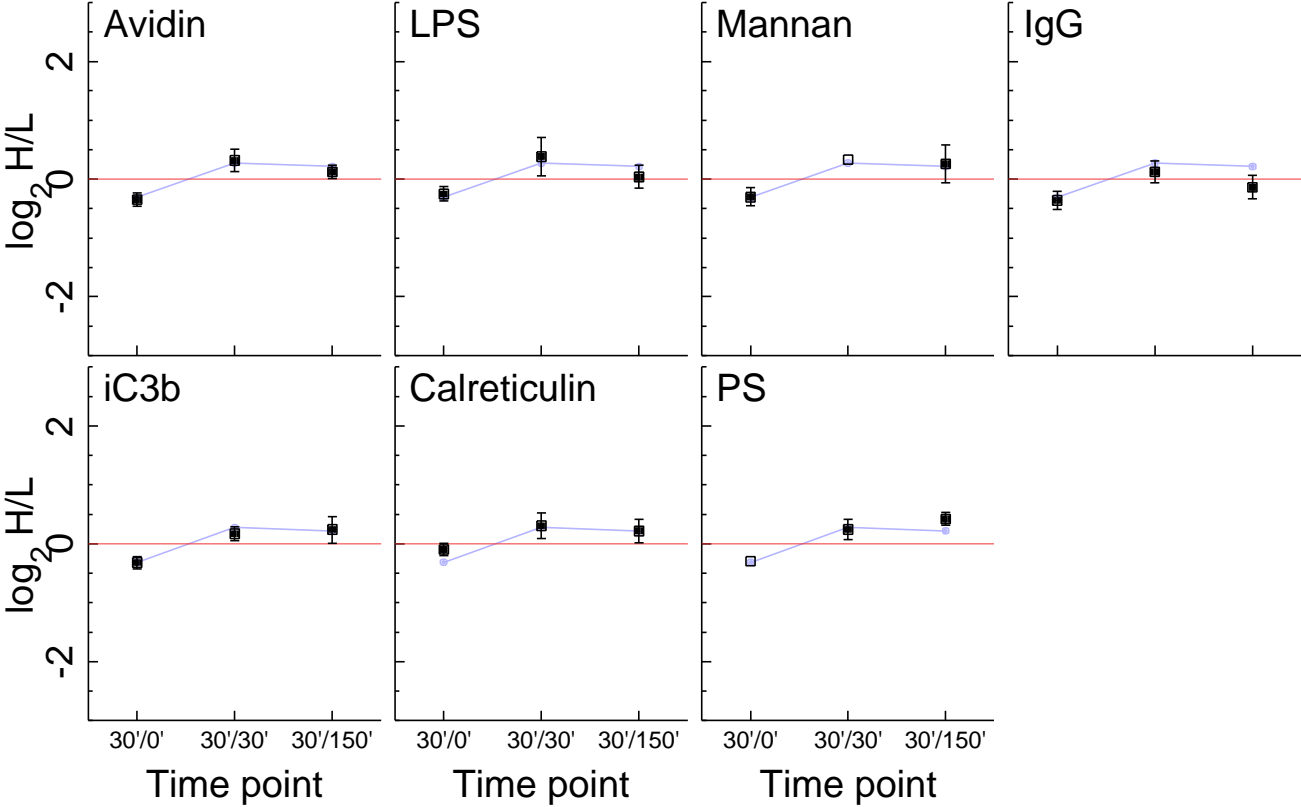 Avidin LPS Mannan IgG
log2 H/L 2 0 -2
iC3b Calreticulin PS
log2 H/L 2 0 -2
30'/0' 30'/30' 30'/150' 30'/0' 30'/30' 30'/150' 30'/0' 30'/30' 30'/150'
Time point Time point Time point